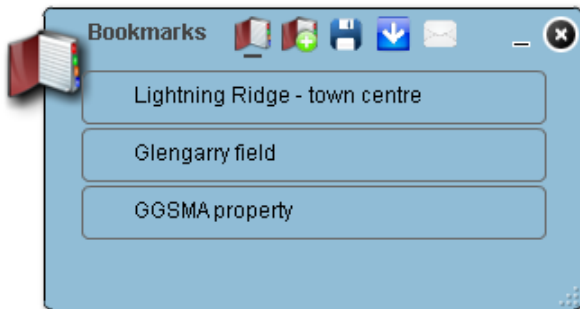 Bookmarks
Lightning Ridge - town centre
Glengarry field
GGSMA property